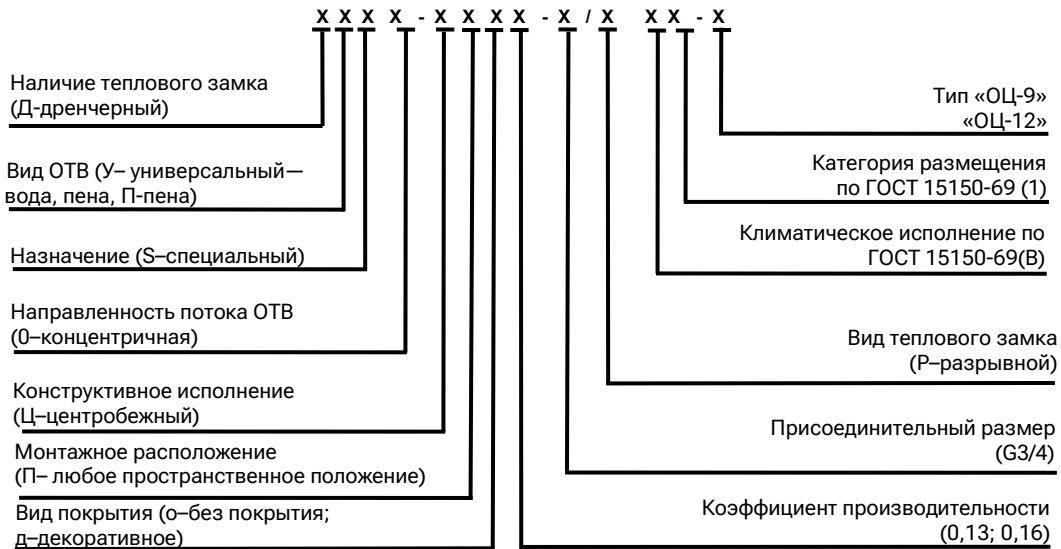 X X X X - X X X X - X / X X X - X
Наличие теплового замка
(Д-дренчерный)
Вид ОТВ (У– универсальный—
вода, пена, П-пена)
Назначение (S–специальный)
Направленность потока ОТВ
(0–концентричная)
Конструктивное исполнение
(Ц–центробежный)
Монтажное расположение
(П– любое пространственное положение)
Вид покрытия (о–без покрытия;
д–декоративное)
Тип «ОЦ-9»
«ОЦ-12»
Категория размещения
по ГОСТ 15150-69 (1)
Климатическое исполнение по
ГОСТ 15150-69(В)
Вид теплового замка
(Р–разрывной)
Присоединительный размер
(G3/4)
Коэффициент производительности
(0,13; 0,16)